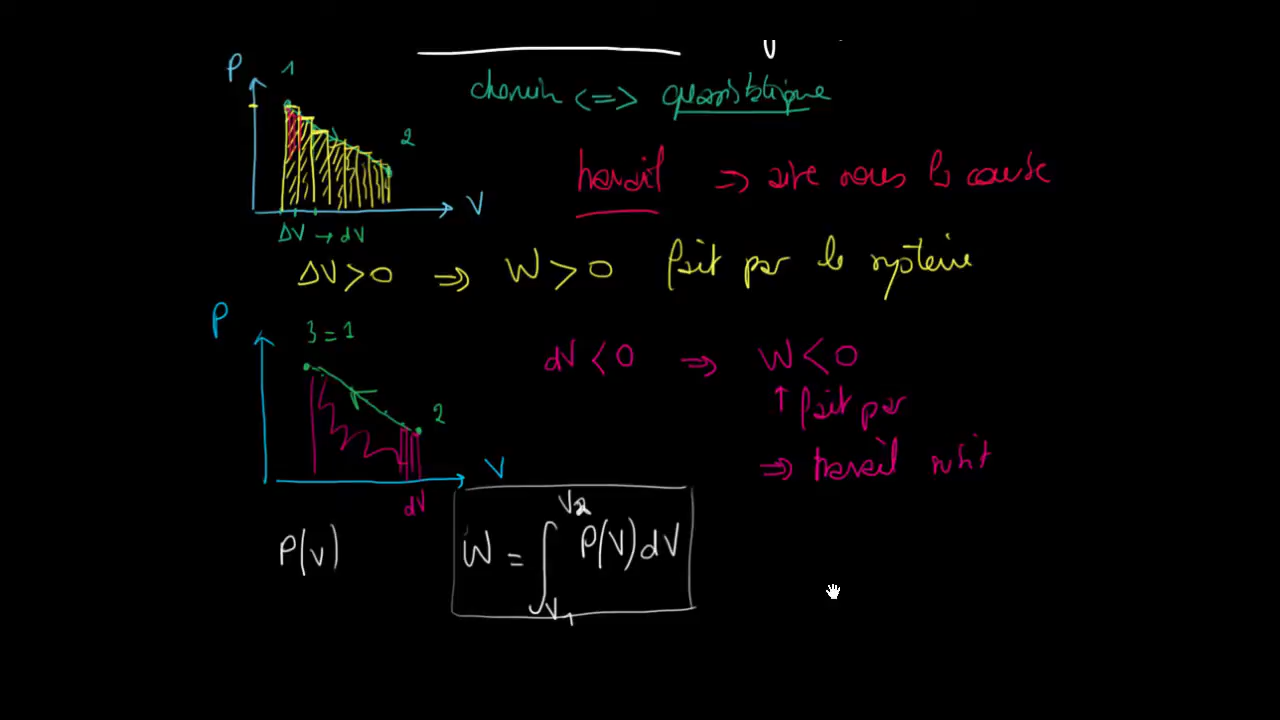 P
1
chemin <=> quasistatique
2
travail ⇒ aire sous la courbe
V
ΔV → dV
ΔV > 0 ⇒ W > 0 fait par le système
P
3 = 1
dV < 0 ⇒ W < 0
↑ fait par
2
⇒ travail subit
V
dV
P(V)
W = ∫ V1 V2 P(V) dV